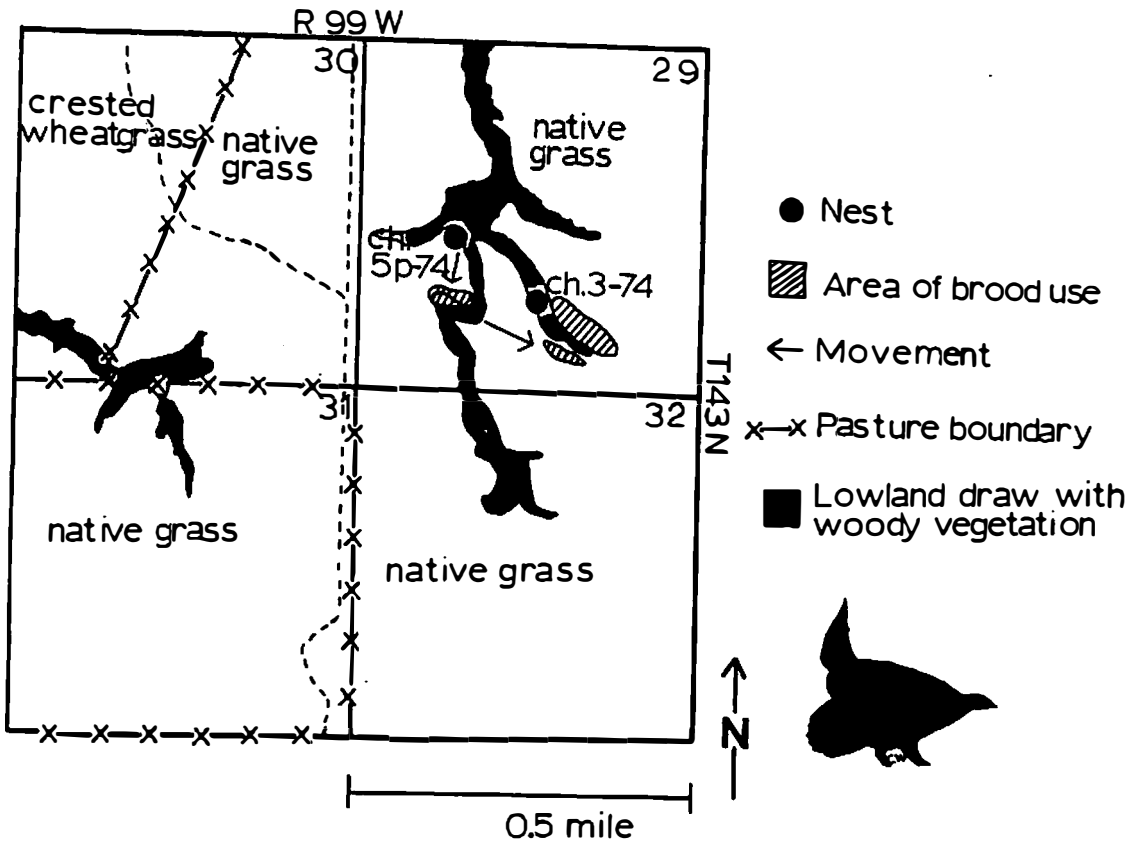 R 99 W
30
29
crested
wheatgrass
native
grass
native
grass
5p-74
ch.3-74
31
32
T143N
native grass
native grass
Nest
Area of brood use
Movement
x—x Pasture boundary
Lowland draw with
woody vegetation
N
0.5 mile